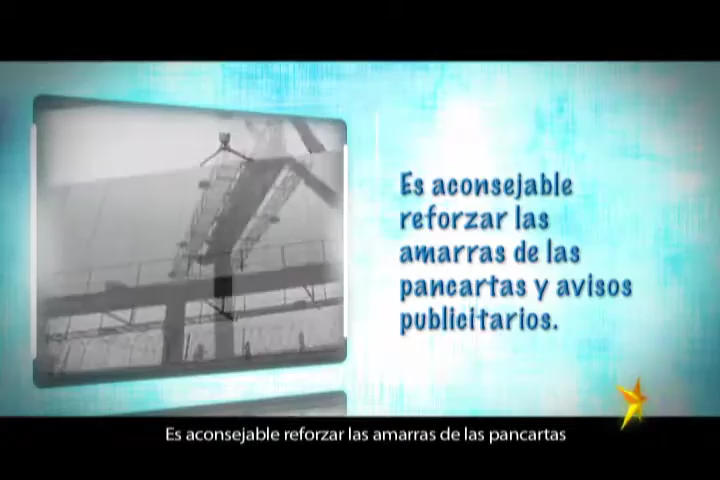 Es aconsejable
reforzar las
amarras de las
pancartas y avisos
publicitarios.
Es aconsejable reforzar las amarras de las pancartas